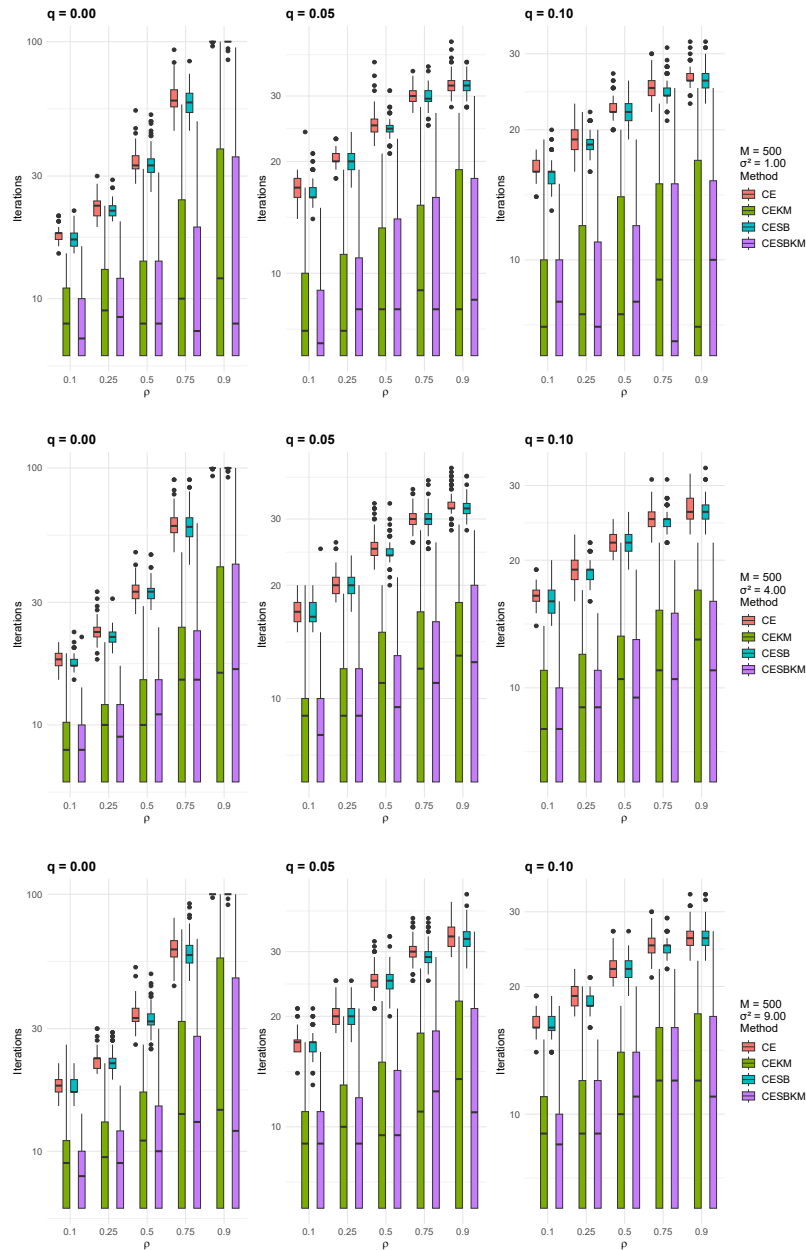 q = 0.00
q = 0.05
q = 0.10
Iterations
100
30
10
0.1 0.25 0.5 0.75 0.9
ρ
Iterations
30
20
10
0.1 0.25 0.5 0.75 0.9
ρ
Iterations
30
20
10
0.1 0.25 0.5 0.75 0.9
ρ
M = 500
σ² = 1.00
Method
CE
CEKM
CESB
CESBKM
q = 0.00
q = 0.05
q = 0.10
Iterations
100
30
10
0.1 0.25 0.5 0.75 0.9
ρ
Iterations
30
20
10
0.1 0.25 0.5 0.75 0.9
ρ
Iterations
30
20
10
0.1 0.25 0.5 0.75 0.9
ρ
M = 500
σ² = 4.00
Method
CE
CEKM
CESB
CESBKM
q = 0.00
q = 0.05
q = 0.10
Iterations
100
30
10
0.1 0.25 0.5 0.75 0.9
ρ
Iterations
30
20
10
0.1 0.25 0.5 0.75 0.9
ρ
Iterations
30
20
10
0.1 0.25 0.5 0.75 0.9
ρ
M = 500
σ² = 9.00
Method
CE
CEKM
CESB
CESBKM